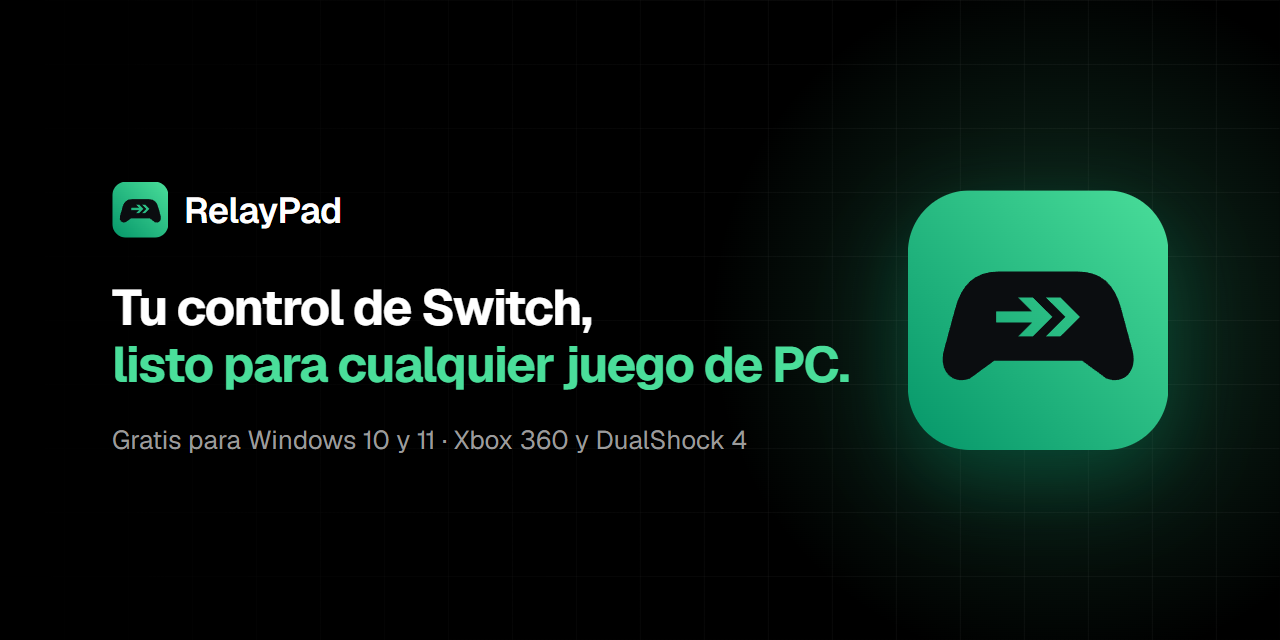 RelayPad
Tu control de Switch,
listo para cualquier juego de PC.
Gratis para Windows 10 y 11 · Xbox 360 y DualShock 4